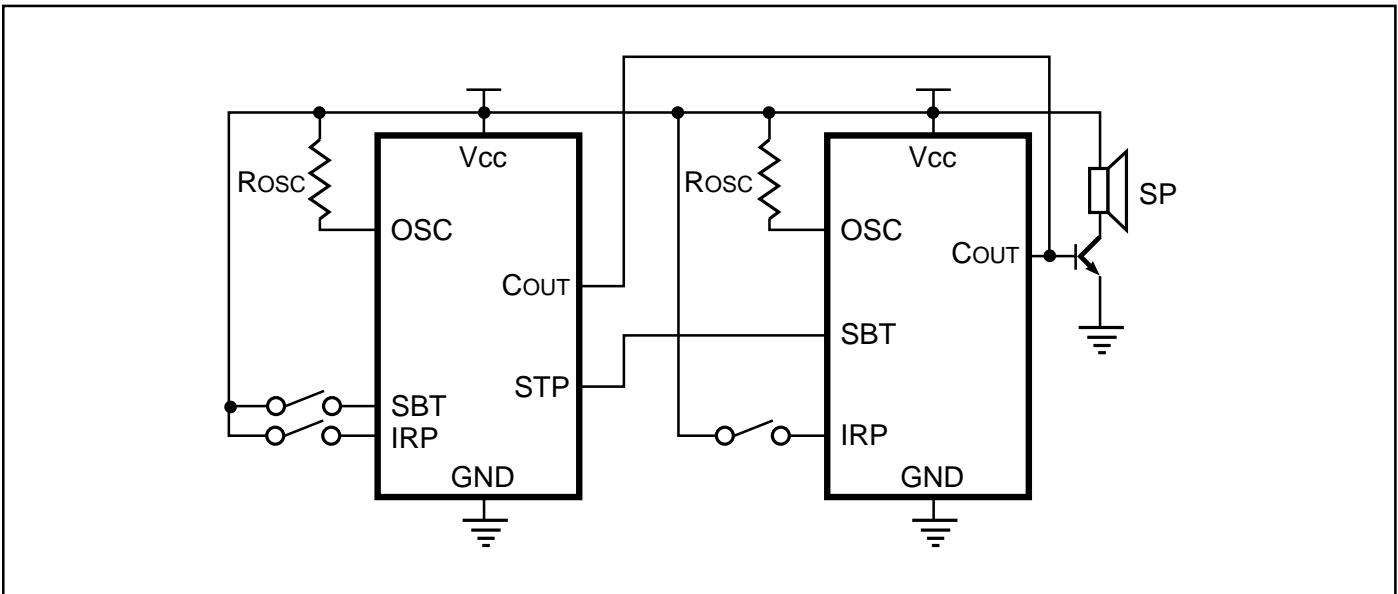 Vcc
ROSC
OSC
COUT
STP
SBT
IRP
GND
Vcc
ROSC
OSC
COUT
SBT
IRP
GND
SP